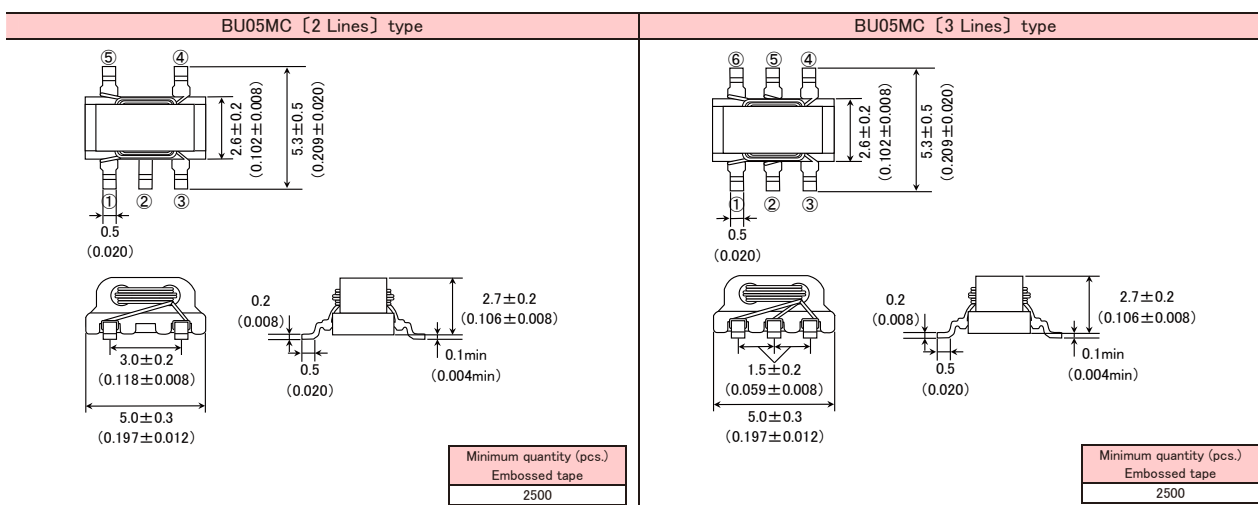 BU05MC〔2 Lines〕type
⑤ ④
2.6±0.2
(0.102±0.008)
5.3±0.5
(0.209±0.020)
① ② ③
0.5
(0.020)
3.0±0.2
(0.118±0.008)
5.0±0.3
(0.197±0.012)
0.2
(0.008)
0.5
(0.020)
2.7±0.2
(0.106±0.008)
0.1min
(0.004min)
Minimum quantity (pcs.)
Embossed tape
2500
BU05MC〔3 Lines〕type
⑥ ⑤ ④
2.6±0.2
(0.102±0.008)
5.3±0.5
(0.209±0.020)
① ② ③
0.5
(0.020)
1.5±0.2
(0.059±0.008)
5.0±0.3
(0.197±0.012)
0.2
(0.008)
0.5
(0.020)
2.7±0.2
(0.106±0.008)
0.1min
(0.004min)
Minimum quantity (pcs.)
Embossed tape
2500